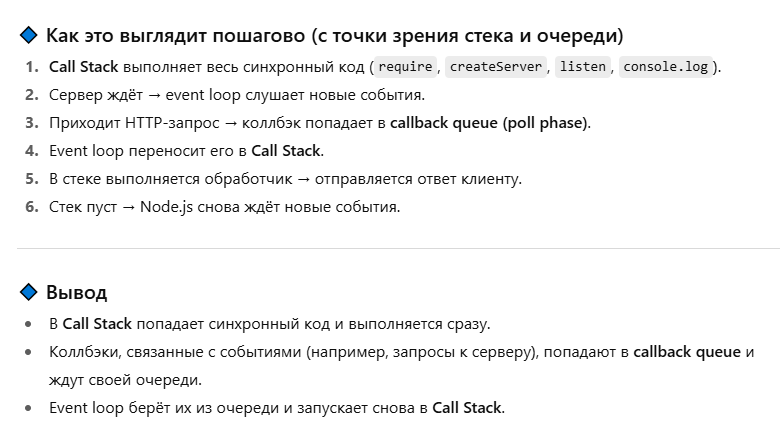 Как это выглядит пошагово (с точки зрения стека и очереди)
1. Call Stack выполняет весь синхронный код (require, createServer, listen, console.log).
2. Сервер ждёт → event loop слушает новые события.
3. Приходит HTTP-запрос → коллбэк попадает в callback queue (poll phase).
4. Event loop переносит его в Call Stack.
5. В стеке выполняется обработчик → отправляется ответ клиенту.
6. Стек пуст → Node.js снова ждёт новые события.
Вывод
• В Call Stack попадает синхронный код и выполняется сразу.
• Коллбэки, связанные с событиями (например, запросы к серверу), попадают в callback queue и
ждут своей очереди.
• Event loop берёт их из очереди и запускает снова в Call Stack.